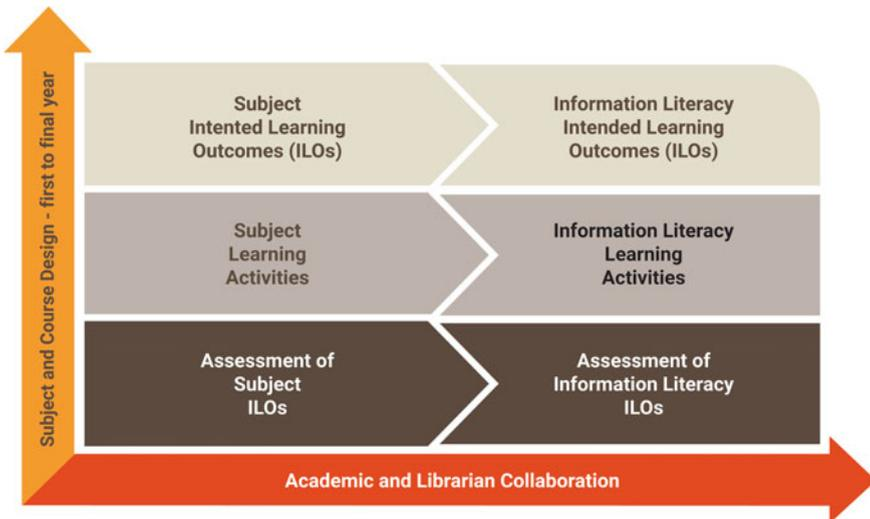 Subject and Course Design - first to final year
Subject
Intented Learning
Outcomes (ILOs)
Information Literacy
Intended Learning
Outcomes (ILOs)
Subject
Learning
Activities
Information Literacy
Learning
Activities
Assessment of
Subject
ILOs
Assessment of
Information Literacy
ILOs
Academic and Librarian Collaboration